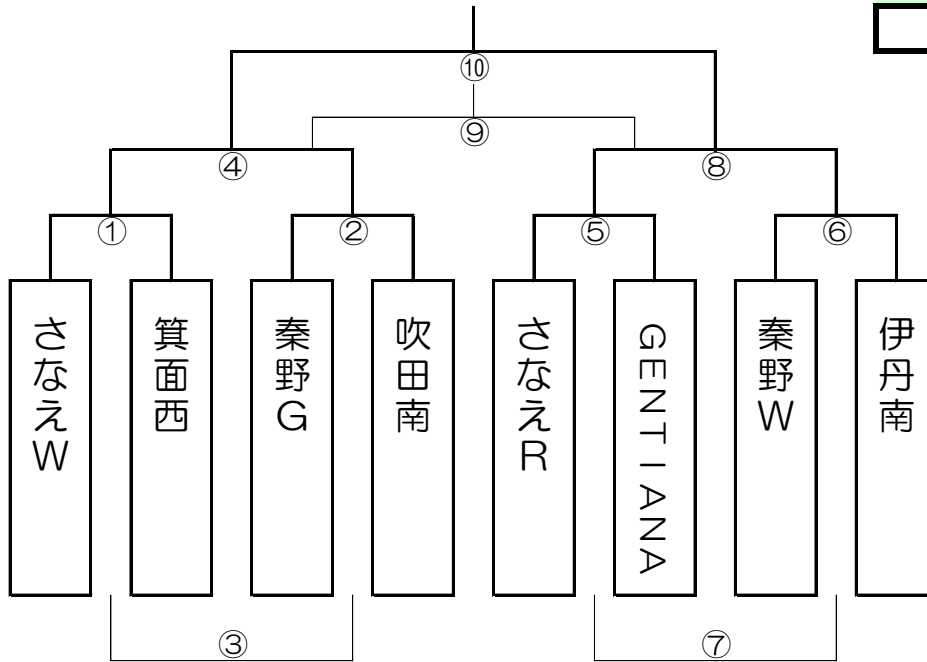 ⑩
⑨
④
⑧
①
②
⑤
⑥
さなえW
箕面西
秦野G
吹田南
さなえR
GENTIANA
秦野W
伊丹南
③
⑦